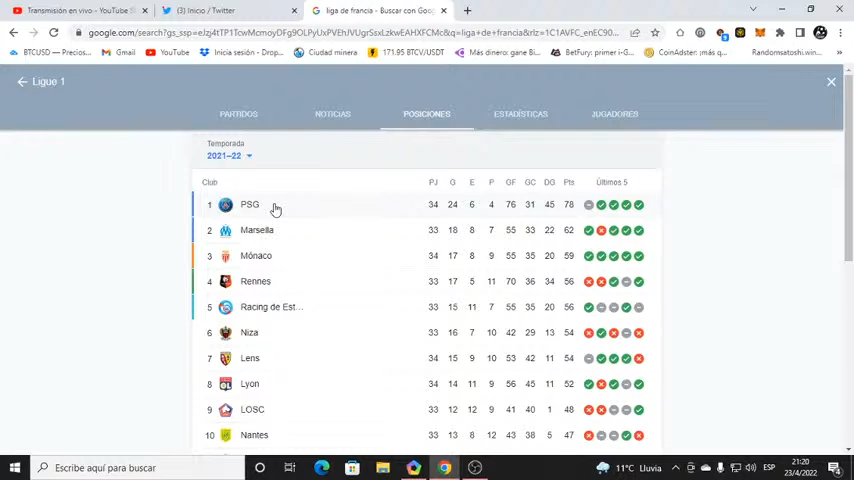 Transmisión en vivo - YouTube S
(3) Inicio / Twitter
liga de francia - Buscar con Goog
google.com/search?gs_ssp=eJzj4tTP1TcwMcmoyDFg9OLPyUxPVEhJVUgrSsxLzkwEAHXFCMc&q=liga+de+francia&rlz=1C1AVFC_enEC90...
BTCUSD — Precios...
Gmail
YouTube
Inicia sesión - Drop...
Ciudad minera
171.95 BTCV/USDT
Más dinero: gane Bi...
BetFury: primer i-G...
CoinAdster: ¡más q...
Randomsatoshi.win...
Ligue 1
PARTIDOS NOTICIAS POSICIONES ESTADÍSTICAS JUGADORES
Temporada
2021–22
Club PJ G E P GF GC DG Pts Últimos 5
1 PSG 34 24 6 4 76 31 45 78
2 Marsella 33 18 8 7 55 33 22 62
3 Mónaco 34 17 8 9 55 35 20 59
4 Rennes 33 17 5 11 70 36 34 56
5 Racing de Est... 33 15 11 7 55 35 20 56
6 Niza 33 16 7 10 42 29 13 54
7 Lens 34 15 9 10 53 42 11 54
8 Lyon 34 14 11 9 56 45 11 52
9 LOSC 33 12 12 9 41 40 1 48
10 Nantes 33 13 8 12 43 38 5 47
Escribe aquí para buscar
11°C Lluvia
ESP
21:20
23/4/2022
4